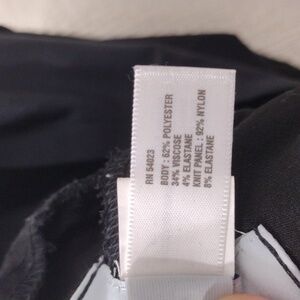 RN 54023
BODY : 62% POLYESTER
34% VISCOSE
4% ELASTANE
KNIT PANEL : 92% NYLON
8% ELASTANE